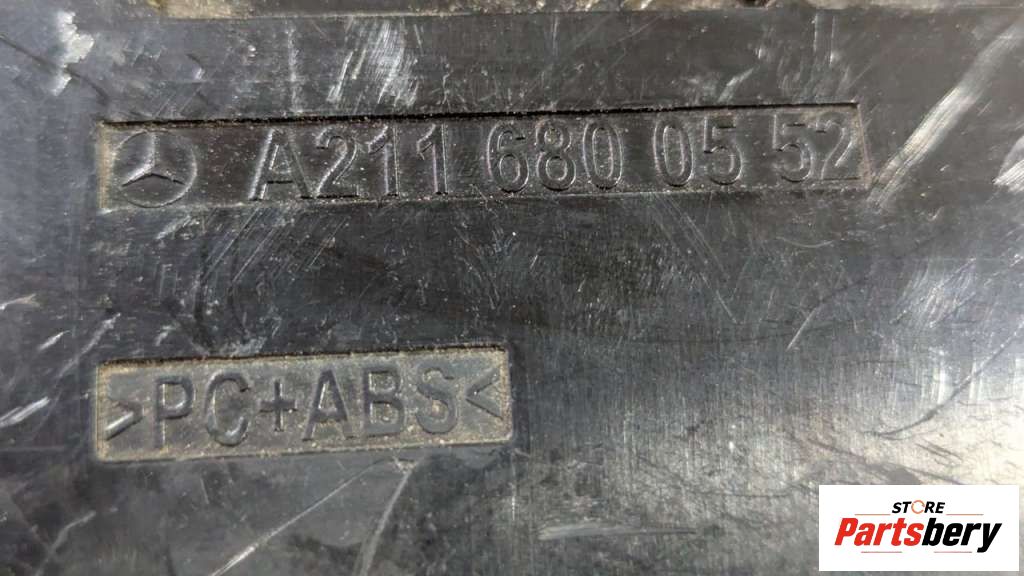 A211 680 05 52
>PC+ABS<
STORE
Partsbery